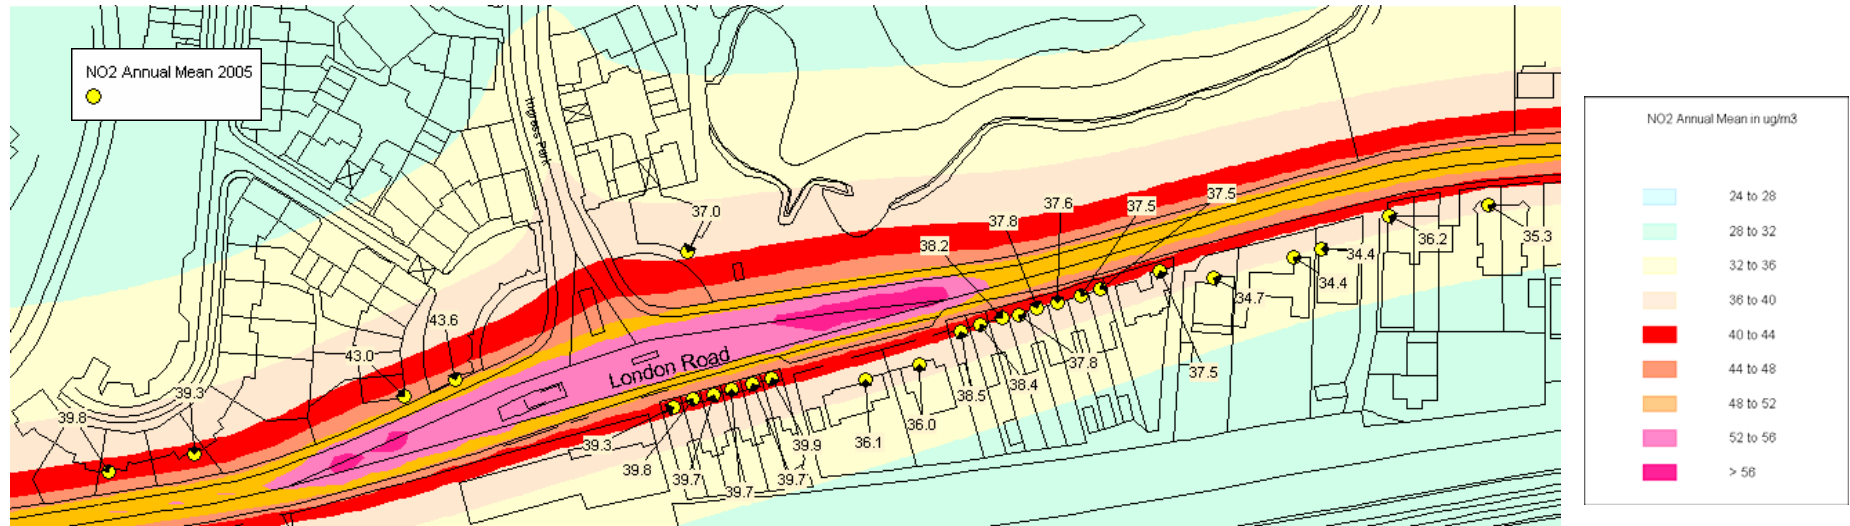 NO2 Annual Mean 2005
Ingress Park
37.0
38.2
37.8
37.6
37.5
37.5
36.2
35.3
34.4
34.4
34.7
37.5
37.8
38.4
38.5
36.0
36.1
London Road
43.6
43.0
39.3
39.8
39.3
39.8
39.7
39.7
39.7
39.9
NO2 Annual Mean in ug/m3
24 to 28
28 to 32
32 to 36
36 to 40
40 to 44
44 to 48
48 to 52
52 to 56
> 56